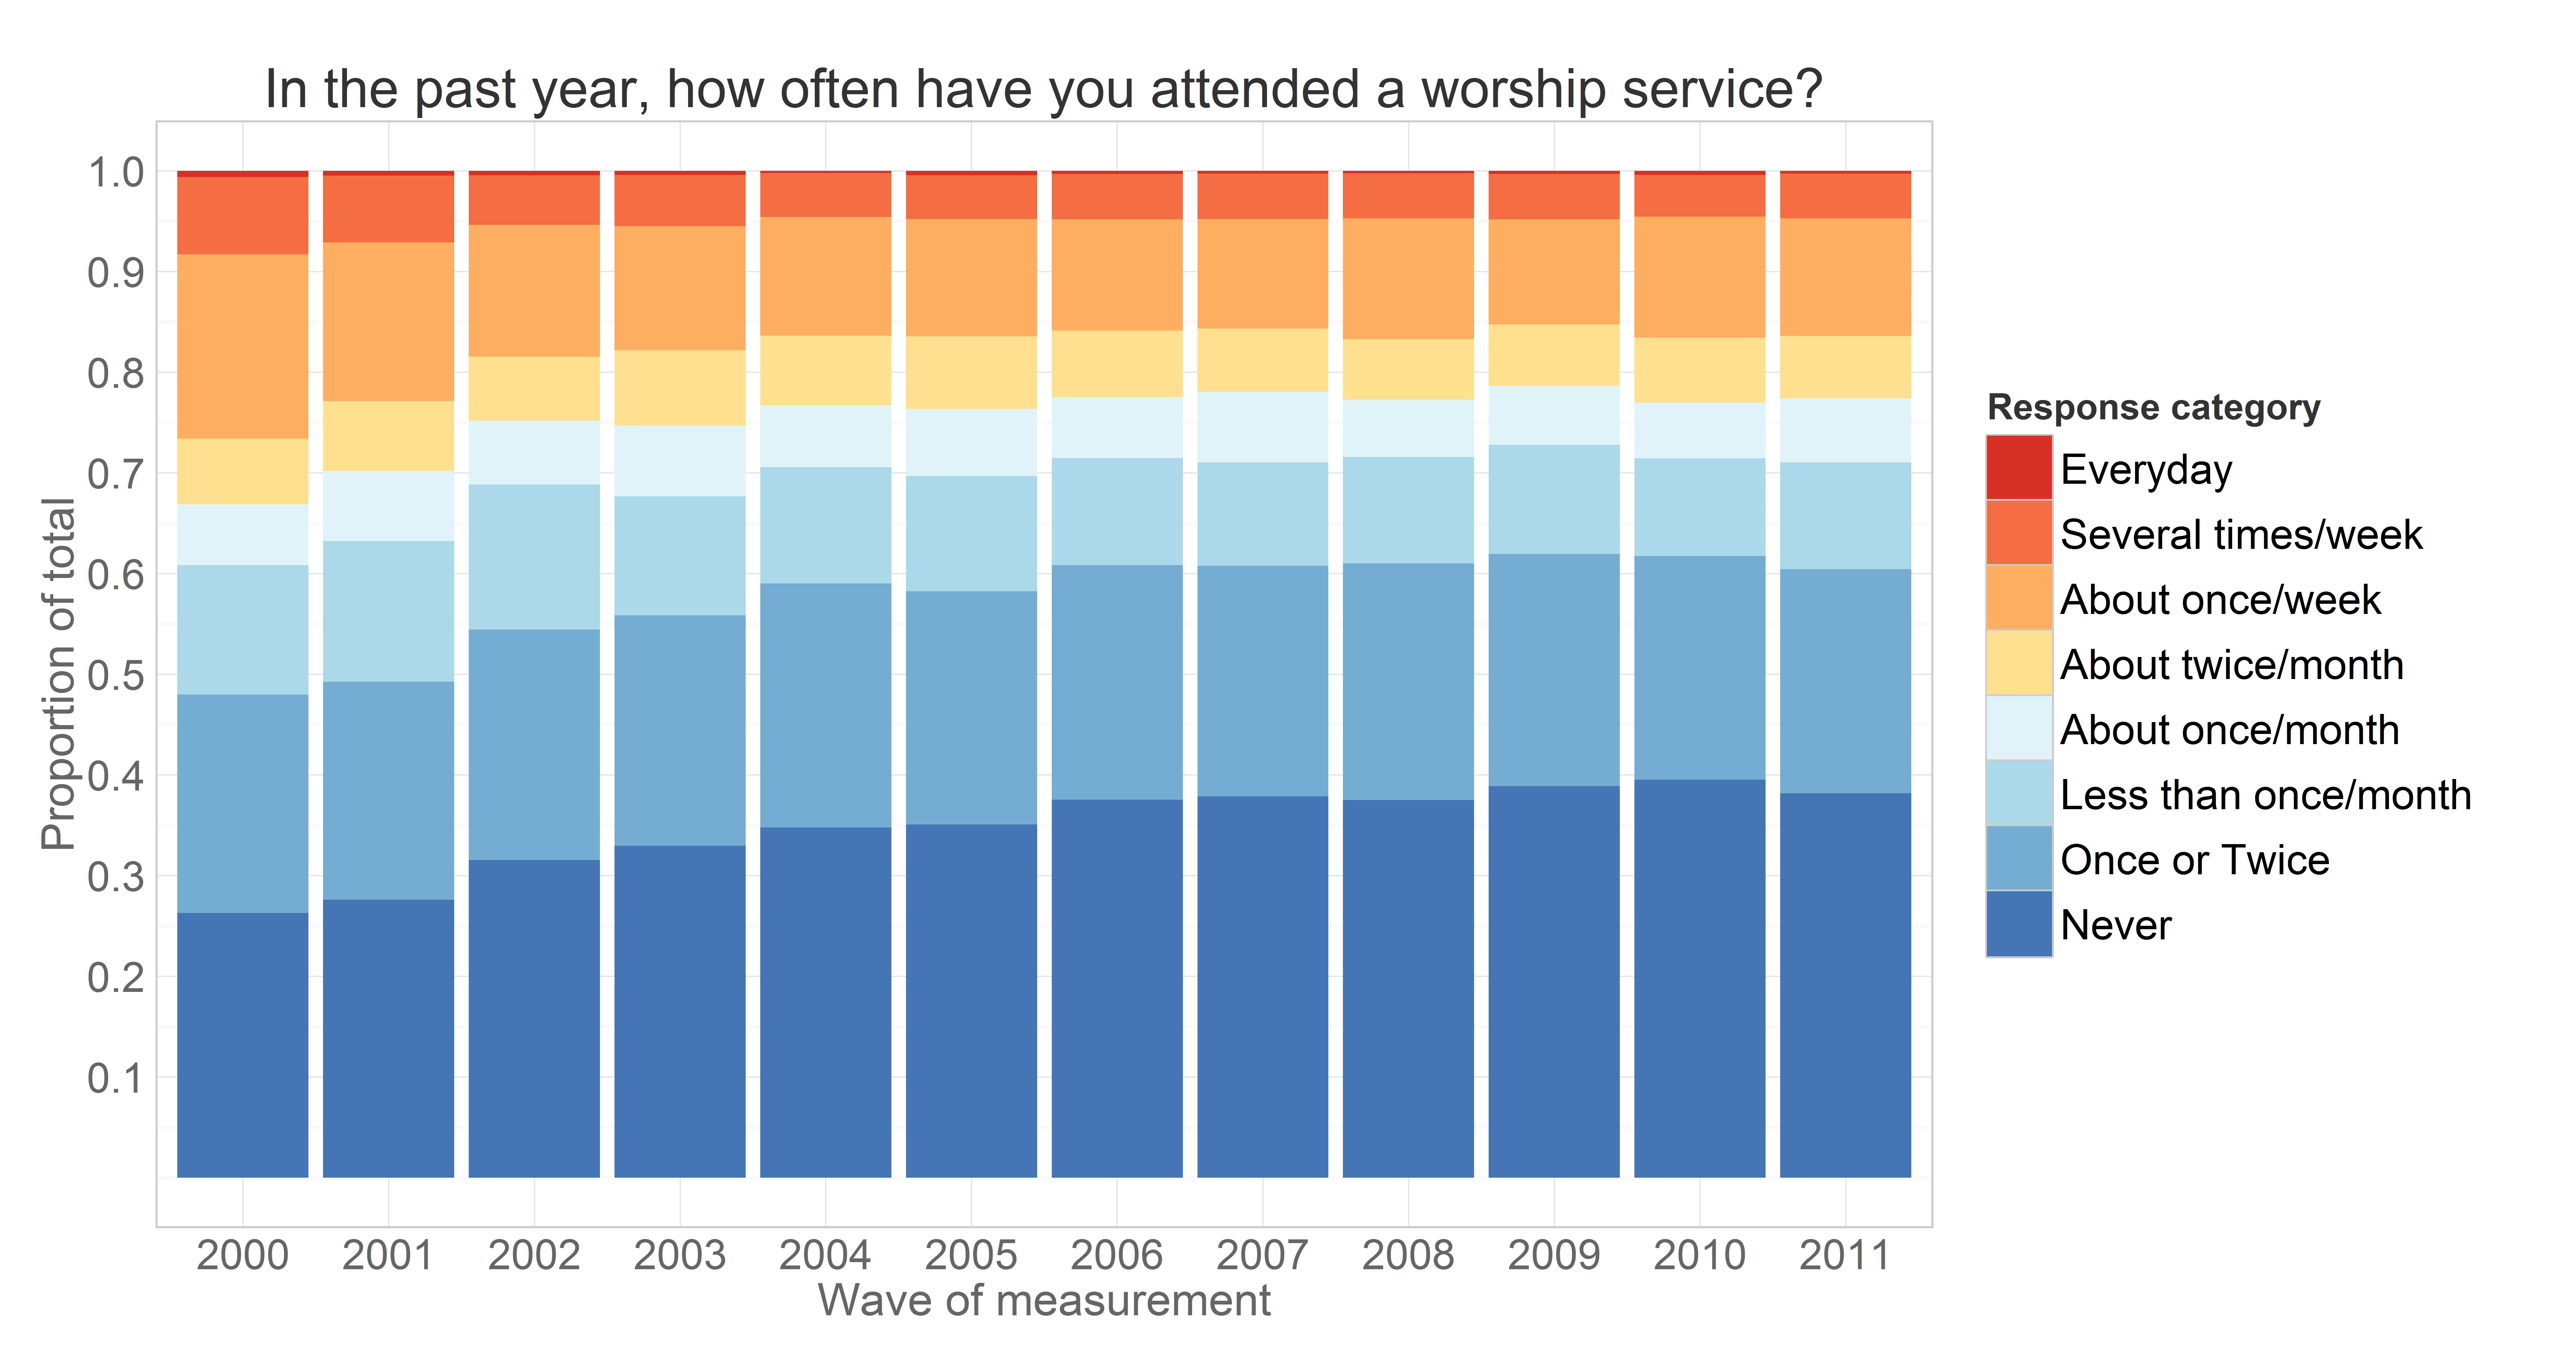 In the past year, how often have you attended a worship service?
Proportion of total
1.0
0.9
0.8
0.7
0.6
0.5
0.4
0.3
0.2
0.1
2000 2001 2002 2003 2004 2005 2006 2007 2008 2009 2010 2011
Wave of measurement
Response category
Everyday
Several times/week
About once/week
About twice/month
About once/month
Less than once/month
Once or Twice
Never